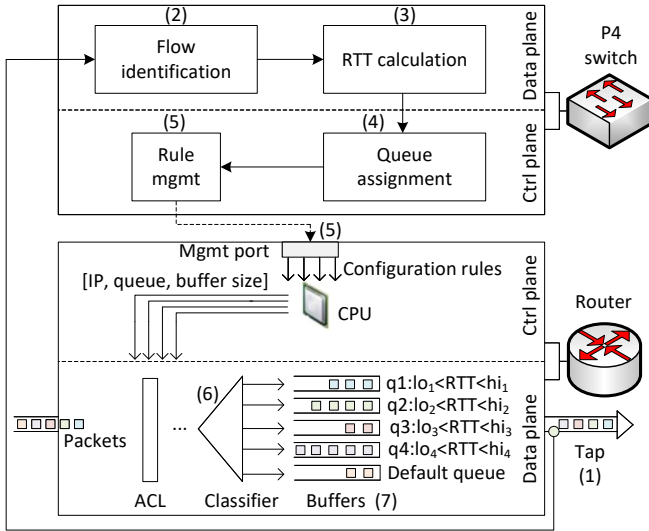 (2)
(3)
Flow
identification
RTT calculation
Data plane
P4
switch
(5)
(4)
Rule
mgmt
Queue
assignment
Ctrl plane
(5)
Mgmt port
Configuration rules
[IP, queue, buffer size]
CPU
Ctrl plane
Router
(6)
q1:lo₁<RTT<hi₁
q2:lo₂<RTT<hi₂
q3:lo₃<RTT<hi₃
q4:lo₄<RTT<hi₄
Default queue
Packets
...
Data plane
Tap
(1)
ACL
Classifier
Buffers (7)